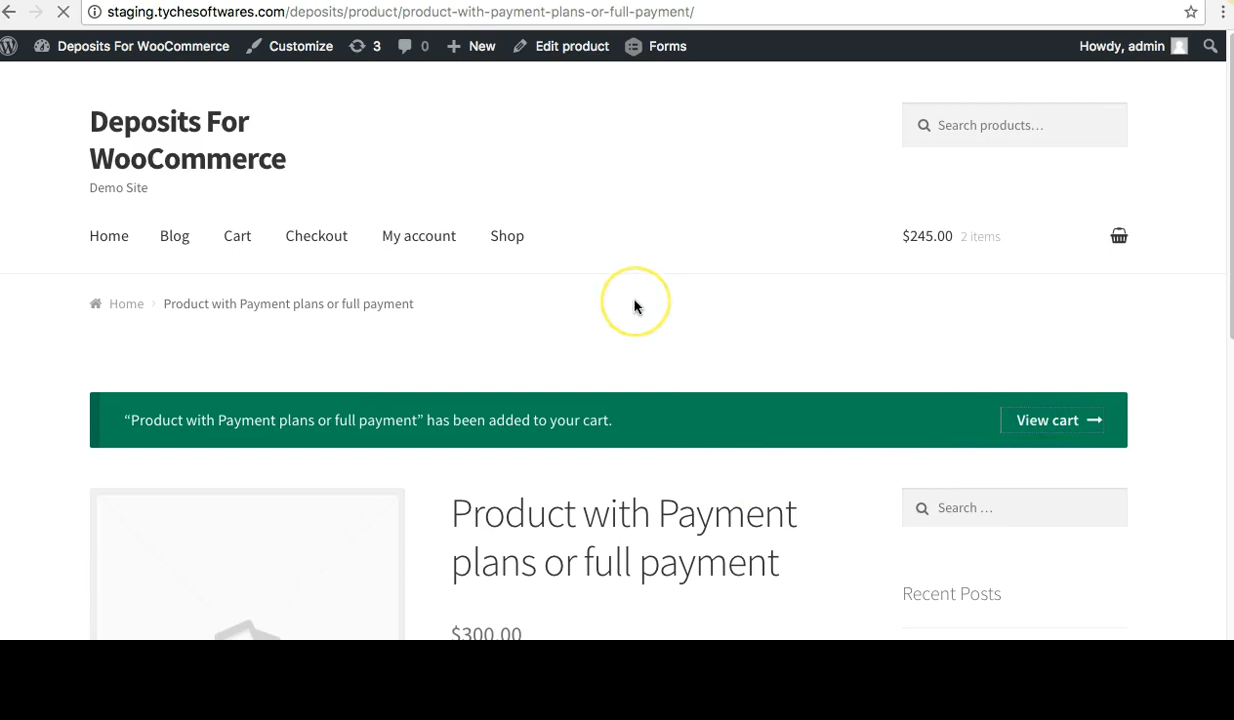 staging.tychesoftwares.com/deposits/product/product-with-payment-plans-or-full-payment/
Deposits For WooCommerce Customize 3 0 New Edit product Forms Howdy, admin
Deposits For
WooCommerce
Demo Site
Search products…
Home Blog Cart Checkout My account Shop $245.00 2 items
Home Product with Payment plans or full payment
“Product with Payment plans or full payment” has been added to your cart. View cart
Product with Payment
plans or full payment
$300.00
Search …
Recent Posts